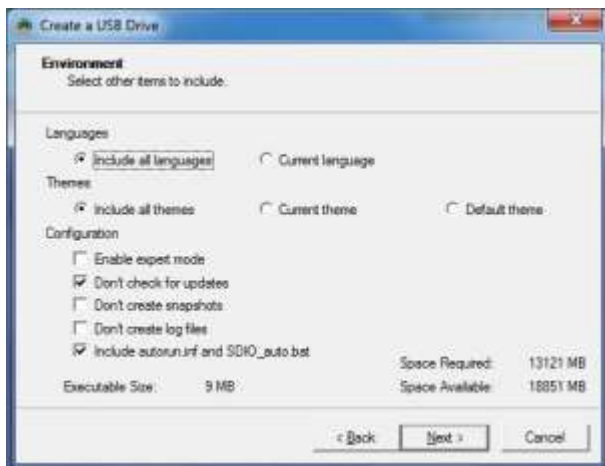 Create a USB Drive
Environment
Select other items to include.
Languages
Include all languages
Current language
Themes
Include all themes
Current theme
Default theme
Configuration
Enable expert mode
Don't check for updates
Don't create snapshots
Don't create log files
Include autorun.inf and SDIO_auto.bat
Space Required: 13121 MB
Executable Size: 9 MB
Space Available: 18851 MB
< Back
Next >
Cancel